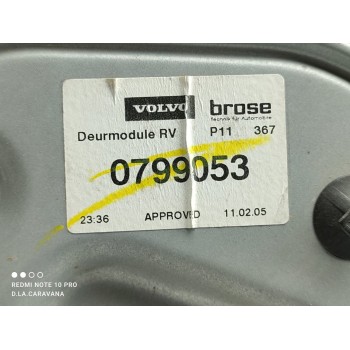 VOLVO brose
Technik für Automobile
Deurmodule RV P11 367
0799053
23:36 APPROVED 11.02.05
REDMI NOTE 10 PRO
D.LA.CARAVANA